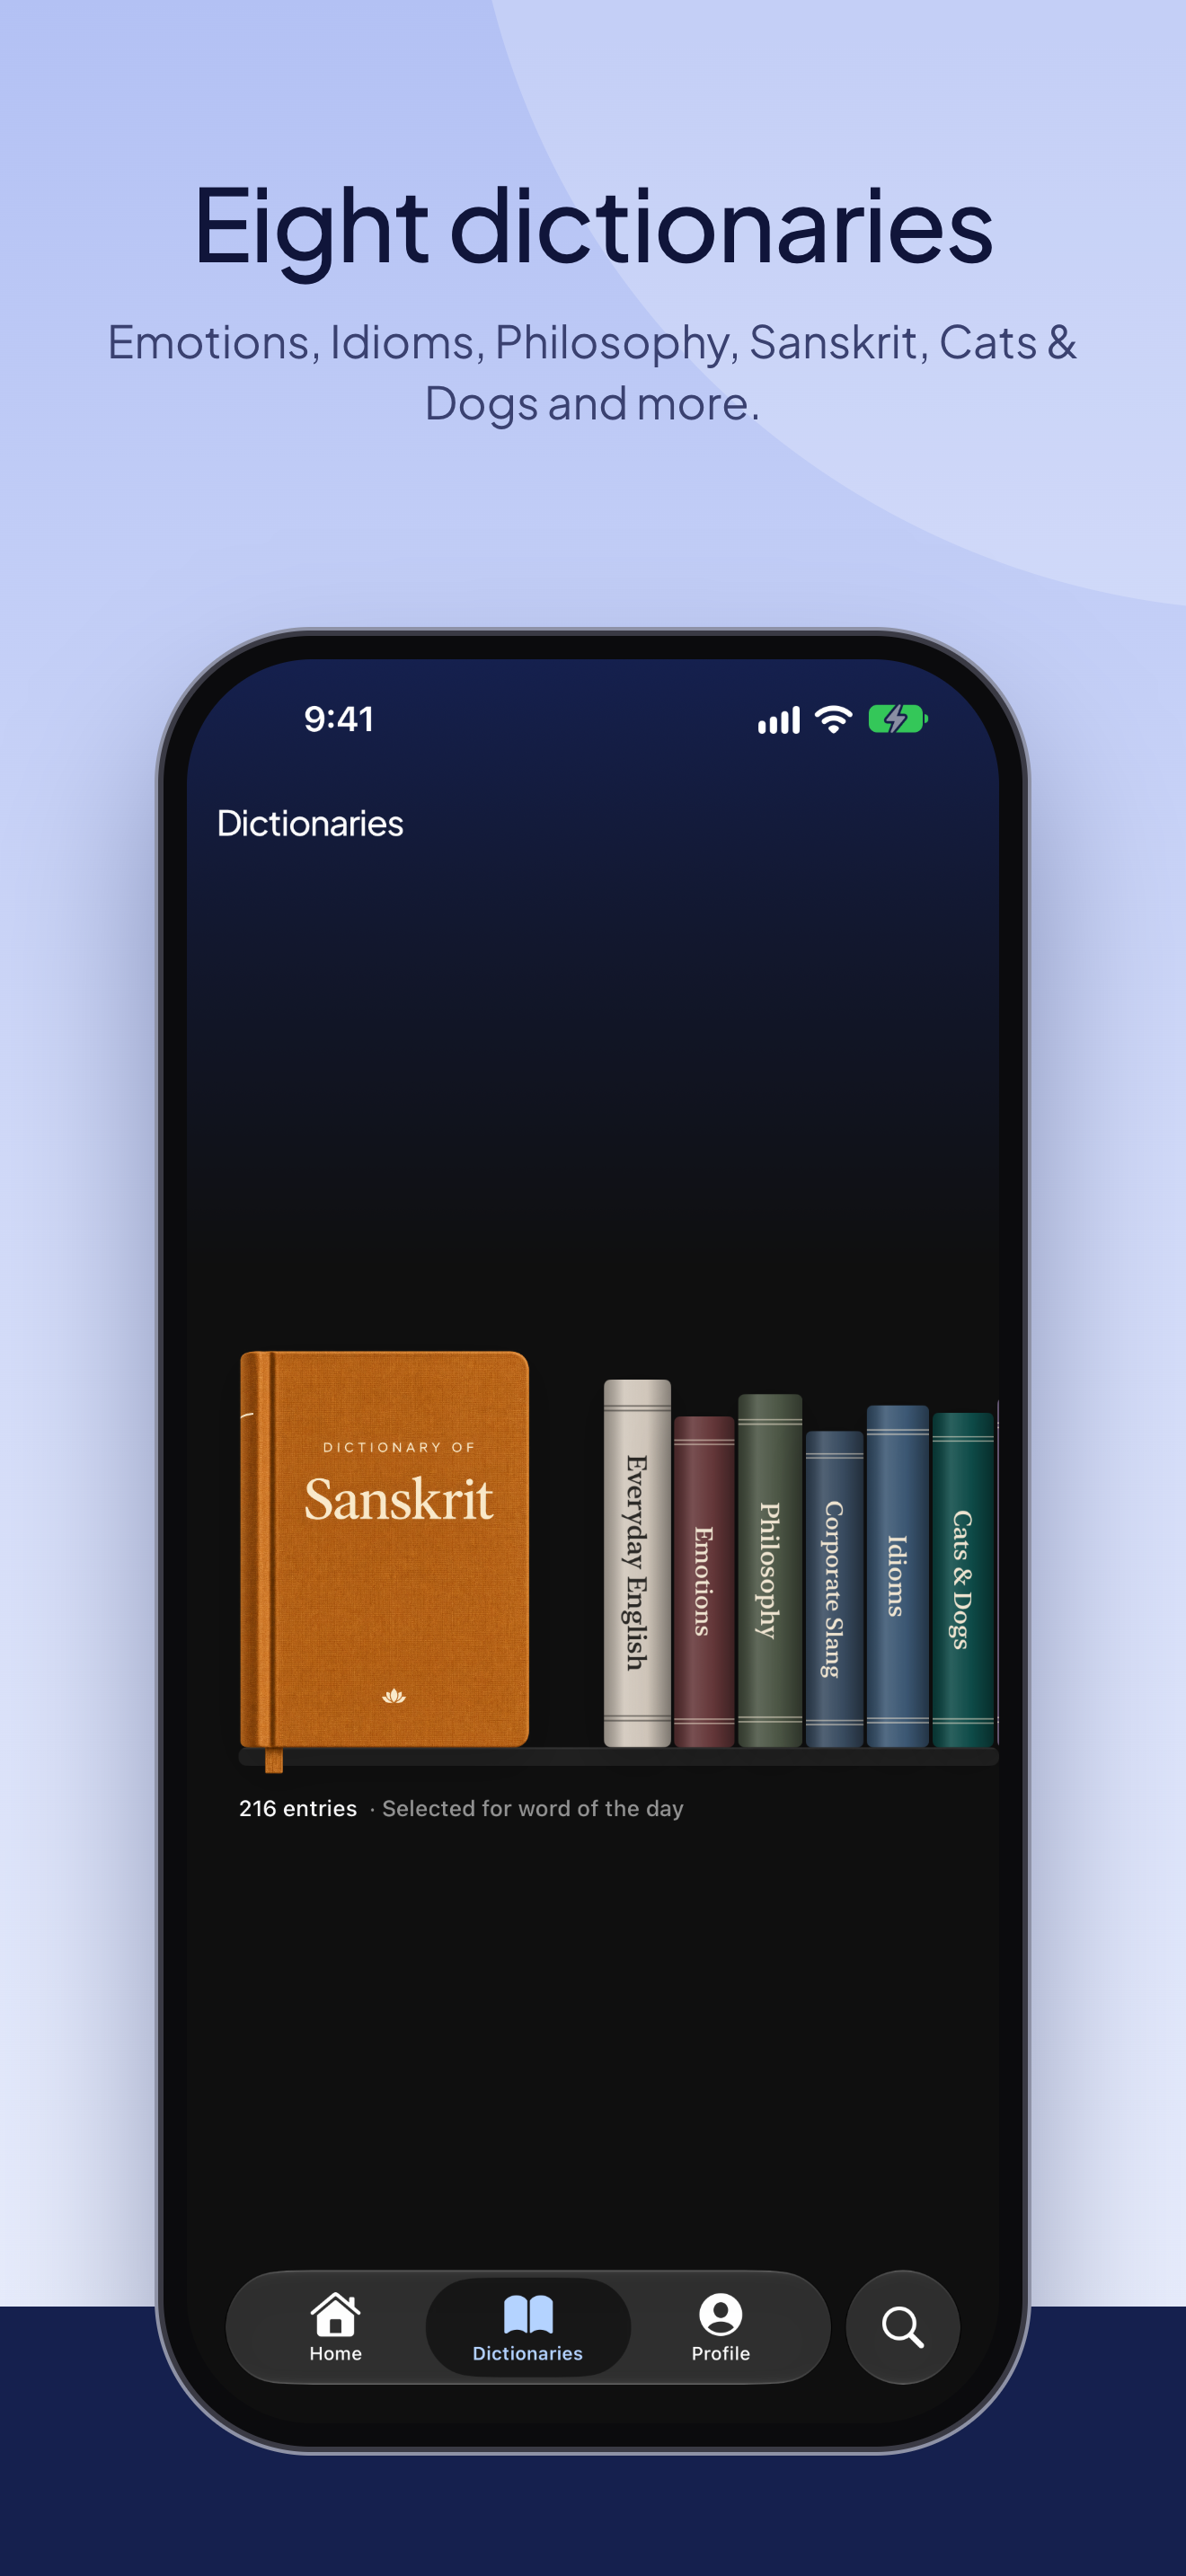 Eight dictionaries
Emotions, Idioms, Philosophy, Sanskrit, Cats &
Dogs and more.
9:41
Dictionaries
DICTIONARY OF
Sanskrit
Everyday English
Emotions
Philosophy
Corporate Slang
Idioms
Cats & Dogs
216 entries · Selected for word of the day
Home
Dictionaries
Profile